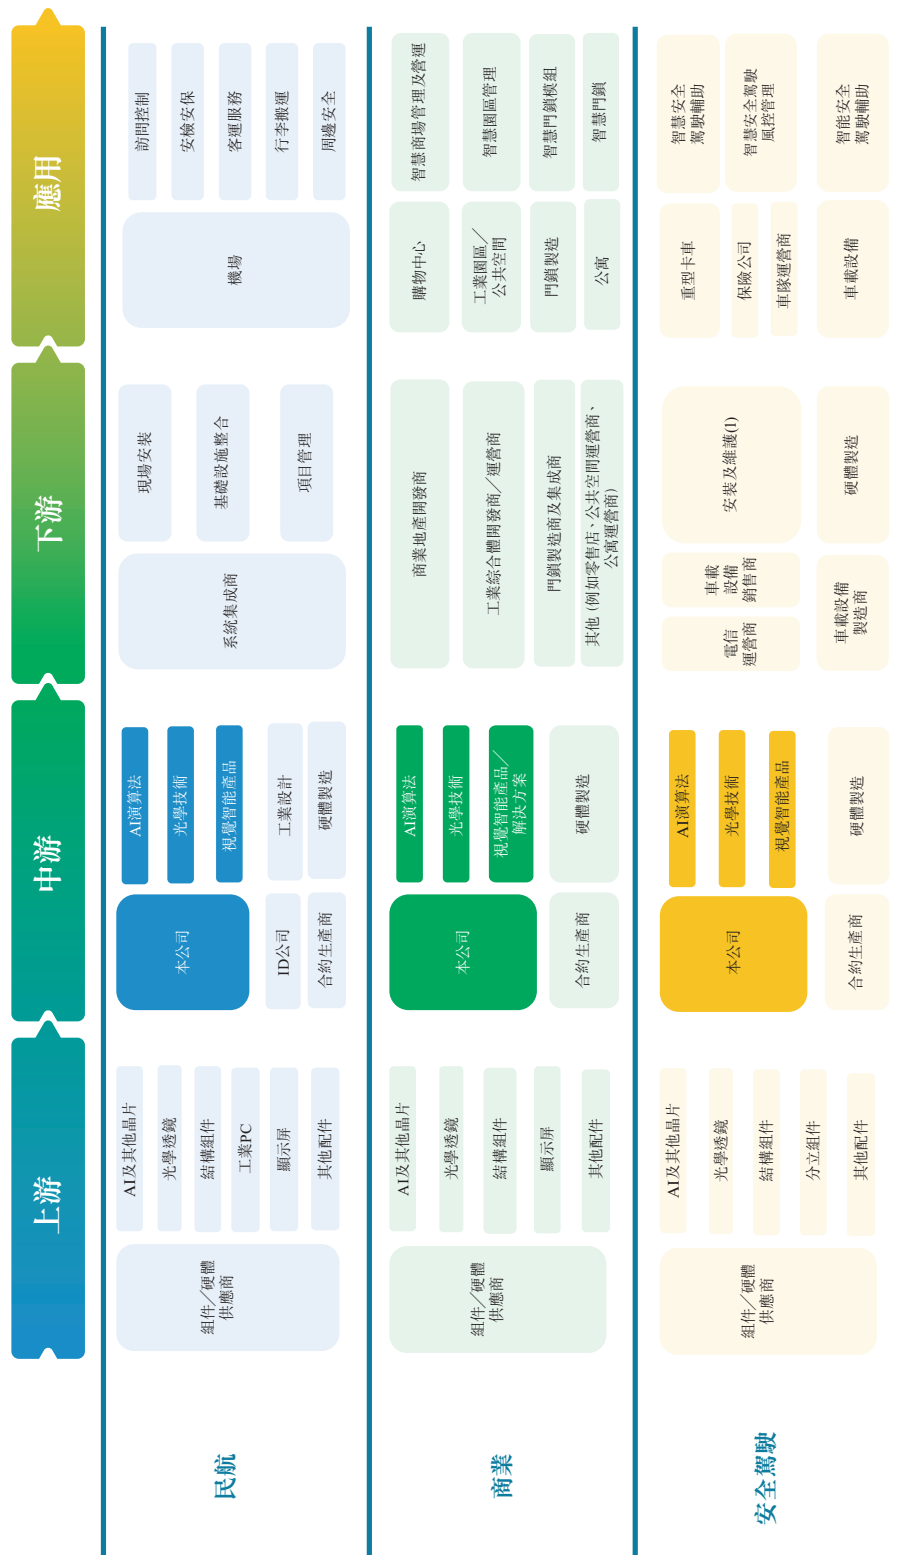 上游
中游
下游
應用
民航
組件／硬體
供應商
AI及其他晶片
光學透鏡
結構組件
工業PC
顯示屏
其他配件
本公司
AI演算法
光學技術
視覺智能產品
ID公司
工業設計
合約生產商
硬體製造
系統集成商
現場安裝
基礎設施整合
項目管理
機場
訪問控制
安檢安保
客運服務
行李搬運
周邊安全
商業
組件／硬體
供應商
AI及其他晶片
光學透鏡
結構組件
顯示屏
其他配件
本公司
AI演算法
光學技術
視覺智能產品／
解決方案
合約生產商
硬體製造
商業地產開發商
工業綜合體開發商／運營商
門鎖製造商及集成商
其他（例如零售店、公共空間運營商、
公寓運營商）
購物中心
智慧商場管理及營運
工業園區／
公共空間
智慧園區管理
門鎖製造
智慧門鎖模組
公寓
智慧門鎖
安全駕駛
組件／硬體
供應商
AI及其他晶片
光學透鏡
結構組件
分立組件
其他配件
本公司
AI演算法
光學技術
視覺智能產品
合約生產商
硬體製造
電信
運營商
車載
設備
銷售商
安裝及維護(1)
車載設備
製造商
硬體製造
重型卡車
智慧安全
駕駛輔助
保險公司
車隊運營商
智慧安全駕駛
風控管理
車載設備
智能安全
駕駛輔助